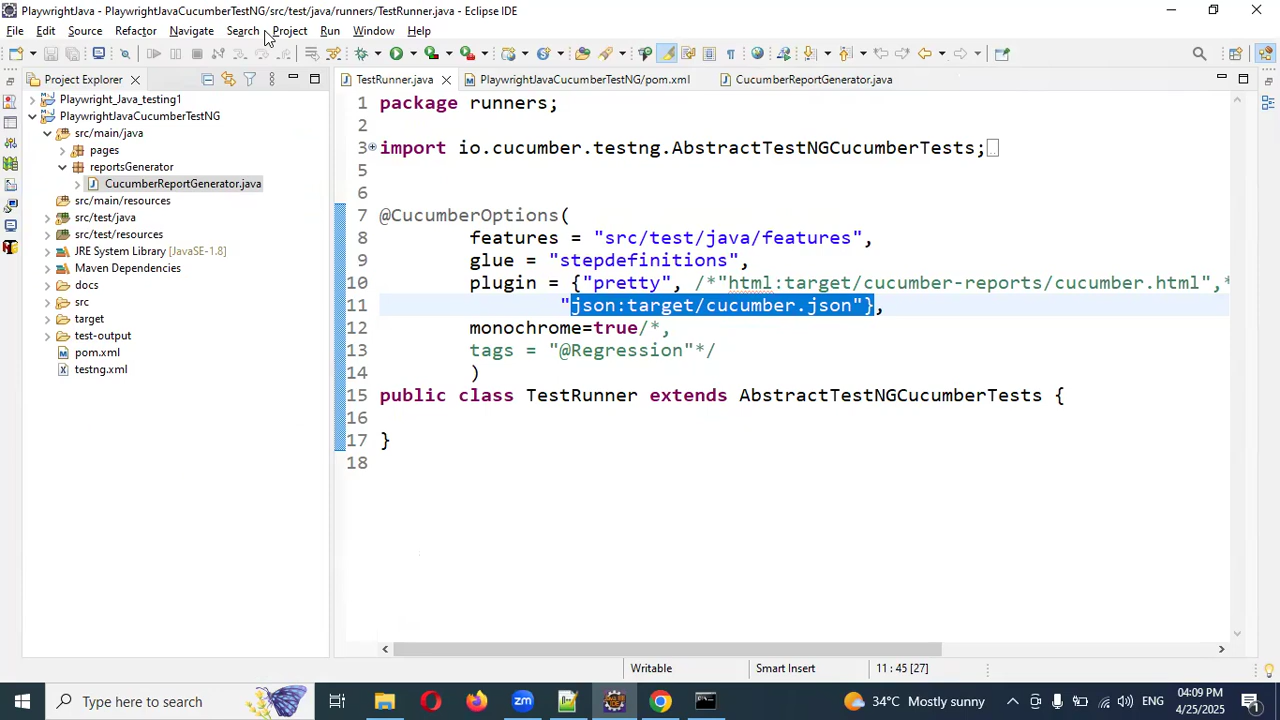 PlaywrightJava - PlaywrightJavaCucumberTestNG/src/test/java/runners/TestRunner.java - Eclipse IDE
File Edit Source Refactor Navigate Search Project Run Window Help
Project Explorer
TestRunner.java PlaywrightJavaCucumberTestNG/pom.xml CucumberReportGenerator.java
Playwright_Java_testing1
PlaywrightJavaCucumberTestNG
src/main/java
pages
reportsGenerator
CucumberReportGenerator.java
src/main/resources
src/test/java
src/test/resources
JRE System Library [JavaSE-1.8]
Maven Dependencies
docs
src
target
test-output
pom.xml
testng.xml
1 package runners;
2
3 import io.cucumber.testng.AbstractTestNGCucumberTests;
5
6
7 @CucumberOptions(
8 features = "src/test/java/features",
9 glue = "stepdefinitions",
10 plugin = {"pretty", /*"html:target/cucumber-reports/cucumber.html",*
11 "json:target/cucumber.json"},
12 monochrome=true/*,
13 tags = "@Regression"*/
14 )
15 public class TestRunner extends AbstractTestNGCucumberTests {
16
17 }
18
Writable Smart Insert 11 : 45 [27]
Type here to search
zm
34°C Mostly sunny
ENG
04:09 PM
4/25/2025
1